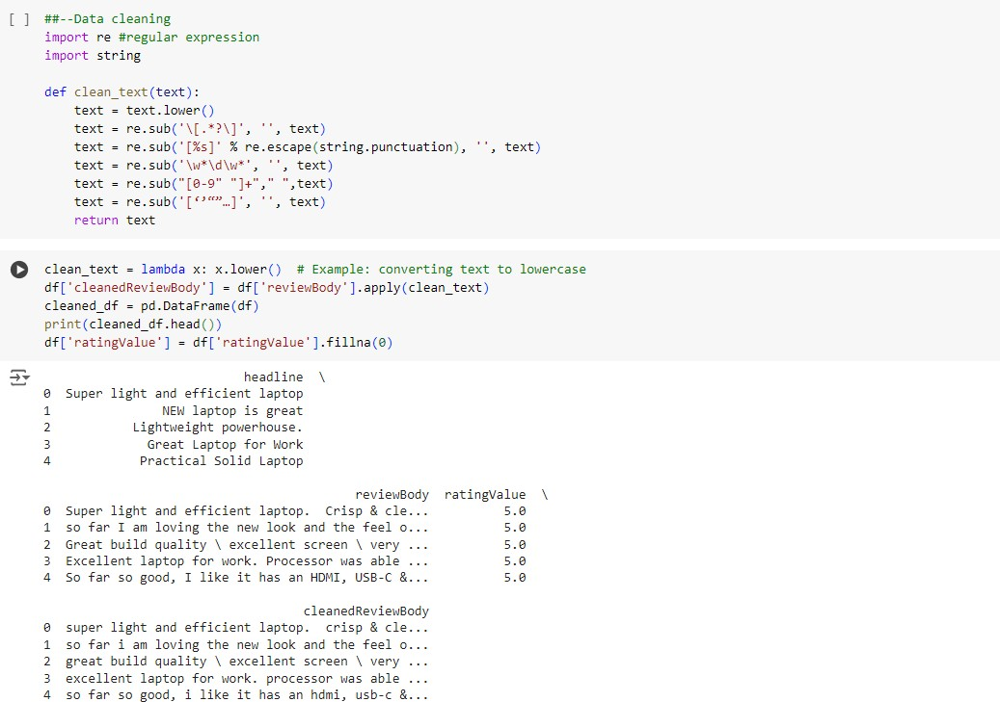 [ ] ##--Data cleaning
import re #regular expression
import string

def clean_text(text):
    text = text.lower()
    text = re.sub('\[.*?\]', '', text)
    text = re.sub('[%s]' % re.escape(string.punctuation), '', text)
    text = re.sub('\w*\d\w*', '', text)
    text = re.sub("[0-9" "]+"," ",text)
    text = re.sub('[‘’“”…]', '', text)
    return text

clean_text = lambda x: x.lower()  # Example: converting text to lowercase
df['cleanedReviewBody'] = df['reviewBody'].apply(clean_text)
cleaned_df = pd.DataFrame(df)
print(cleaned_df.head())
df['ratingValue'] = df['ratingValue'].fillna(0)

                           headline  \
0  Super light and efficient laptop
1               NEW laptop is great
2           Lightweight powerhouse.
3             Great Laptop for Work
4            Practical Solid Laptop

                                          reviewBody  ratingValue  \
0  Super light and efficient laptop.  Crisp & cle...          5.0
1  so far I am loving the new look and the feel o...          5.0
2  Great build quality \ excellent screen \ very ...          5.0
3  Excellent laptop for work. Processor was able ...          5.0
4  So far so good, I like it has an HDMI, USB-C &...          5.0

                                   cleanedReviewBody
0  super light and efficient laptop.  crisp & cle...
1  so far i am loving the new look and the feel o...
2  great build quality \ excellent screen \ very ...
3  excellent laptop for work. processor was able ...
4  so far so good, i like it has an hdmi, usb-c &...